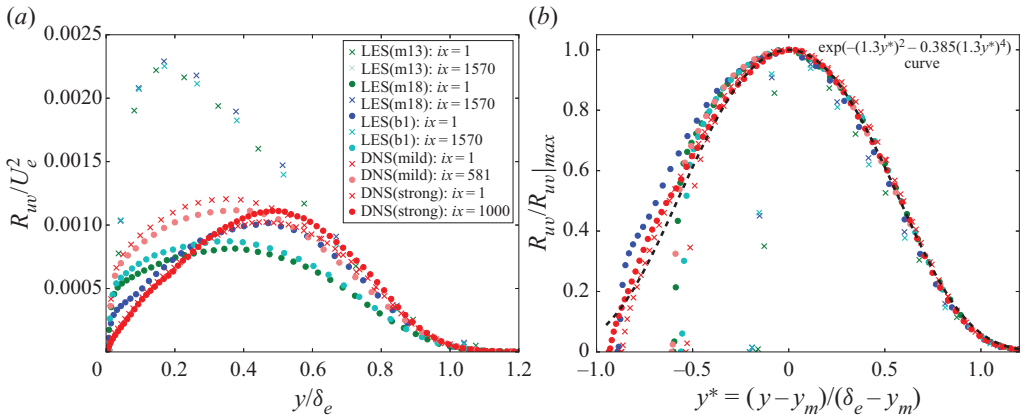 (a)
0.0025
0.0020
0.0015
0.0010
0.0005
R_uv/U_e^2
0
0.2
0.4
0.6
0.8
1.0
1.2
y/δ_e
LES(m13): ix = 1
LES(m13): ix = 1570
LES(m18): ix = 1
LES(m18): ix = 1570
LES(b1): ix = 1
LES(b1): ix = 1570
DNS(mild): ix = 1
DNS(mild): ix = 581
DNS(strong): ix = 1
DNS(strong): ix = 1000
(b)
1.0
0.8
0.6
0.4
0.2
0
R_uv/R_uv|max
exp(−(1.3y*)^2 − 0.385(1.3y*)^4)
curve
−1.0
−0.5
0
0.5
1.0
y* = (y−y_m)/(δ_e−y_m)